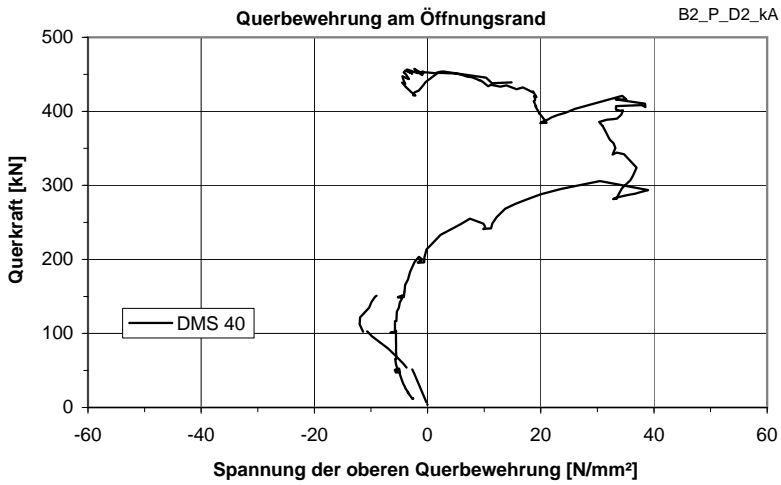 Querbewehrung am Öffnungsrand
B2_P_D2_kA
500
400
300
200
100
0
Querkraft [kN]
DMS 40
-60 -40 -20 0 20 40 60
Spannung der oberen Querbewehrung [N/mm²]